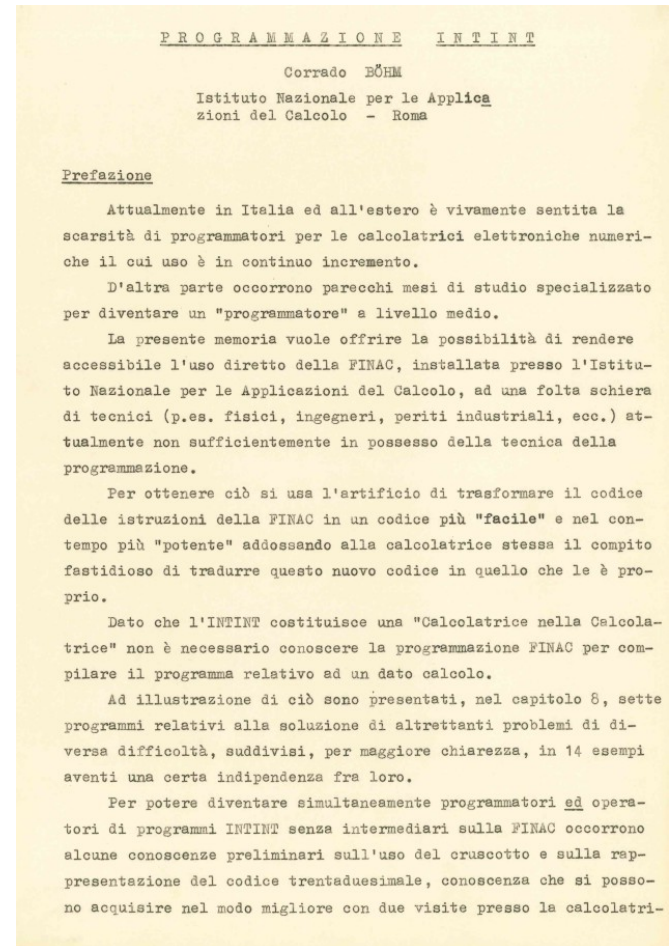 PROGRAMMAZIONE INTINT
Corrado BÖHM
Istituto Nazionale per le Applica
zioni del Calcolo - Roma
Prefazione
Attualmente in Italia ed all'estero è vivamente sentita la
scarsità di programmatori per le calcolatrici elettroniche numeri-
che il cui uso è in continuo incremento.
D'altra parte occorrono parecchi mesi di studio specializzato
per diventare un "programmatore" a livello medio.
La presente memoria vuole offrire la possibilità di rendere
accessibile l'uso diretto della FINAC, installata presso l'Istitu-
to Nazionale per le Applicazioni del Calcolo, ad una folta schiera
di tecnici (p.es. fisici, ingegneri, periti industriali, ecc.) at-
tualmente non sufficientemente in possesso della tecnica della
programmazione.
Per ottenere ciò si usa l'artificio di trasformare il codice
delle istruzioni della FINAC in un codice più "facile" e nel con-
tempo più "potente" addossando alla calcolatrice stessa il compito
fastidioso di tradurre questo nuovo codice in quello che le è pro-
prio.
Dato che l'INTINT costituisce una "Calcolatrice nella Calcola-
trice" non è necessario conoscere la programmazione FINAC per com-
pilare il programma relativo ad un dato calcolo.
Ad illustrazione di ciò sono presentati, nel capitolo 8, sette
programmi relativi alla soluzione di altrettanti problemi di di-
versa difficoltà, suddivisi, per maggiore chiarezza, in 14 esempi
aventi una certa indipendenza fra loro.
Per potere diventare simultaneamente programmatori ed opera-
tori di programmi INTINT senza intermediari sulla FINAC occorrono
alcune conoscenze preliminari sull'uso del cruscotto e sulla rap-
presentazione del codice trentaduesimale, conoscenza che si posso-
no acquisire nel modo migliore con due visite presso la calcolatri-